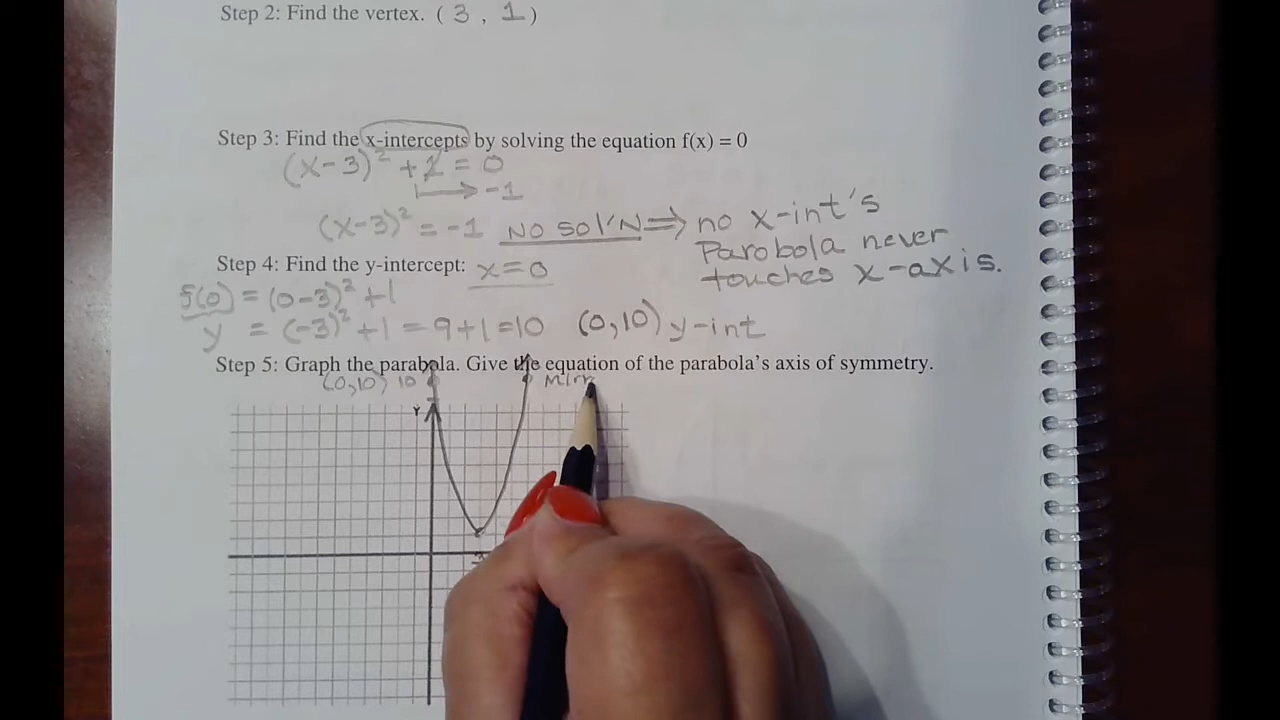 Step 2: Find the vertex. (3, 1)
Step 3: Find the x-intercepts by solving the equation f(x) = 0
(x-3)² + 1 = 0
→ -1
(x-3)² = -1 NO Sol'N ⇒ no x-int's
Parobola never
touches x-axis.
Step 4: Find the y-intercept: x=0
f(0) = (0-3)² +1
y = (-3)² +1 = 9+1 = 10 (0,10) y-int
Step 5: Graph the parabola. Give the equation of the parabola's axis of symmetry.
(0,10) 10
Y